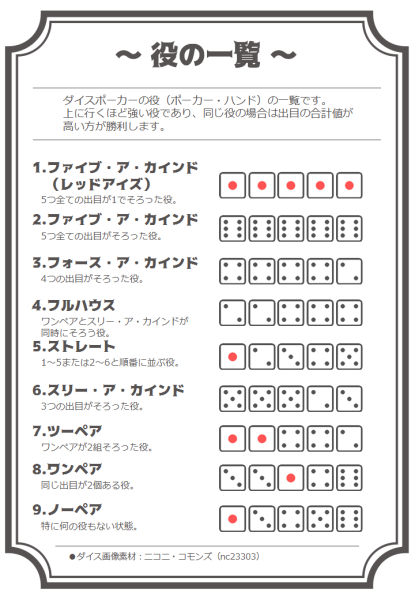 ～ 役の一覧 ～
ダイスポーカーの役（ポーカー・ハンド）の一覧です。
上に行くほど強い役であり、同じ役の場合は出目の合計値が
高い方が勝利します。
1.ファイブ・ア・カインド
（レッドアイズ）
5つ全ての出目が1でそろった役。
2.ファイブ・ア・カインド
5つ全ての出目がそろった役。
3.フォース・ア・カインド
4つの出目がそろった役。
4.フルハウス
ワンペアとスリー・ア・カインドが
同時にそろう役。
5.ストレート
1～5または2～6と順番に並ぶ役。
6.スリー・ア・カインド
3つの出目がそろった役。
7.ツーペア
ワンペアが2組そろった役。
8.ワンペア
同じ出目が2個ある役。
9.ノーペア
特に何の役もない状態。
●ダイス画像素材：ニコニ・コモンズ（nc23303）